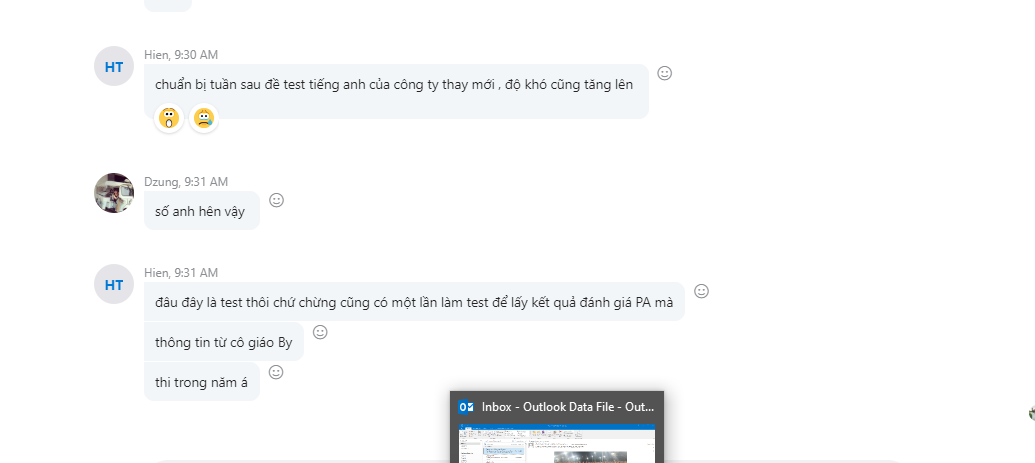 Hien, 9:30 AM
HT
chuẩn bị tuần sau đề test tiếng anh của công ty thay mới , độ khó cũng tăng lên
Dzung, 9:31 AM
số anh hên vậy
Hien, 9:31 AM
HT
đâu đây là test thôi chứ chừng cũng có một lần làm test để lấy kết quả đánh giá PA mà
thông tin từ cô giáo By
thi trong năm á
Inbox - Outlook Data File - Out...